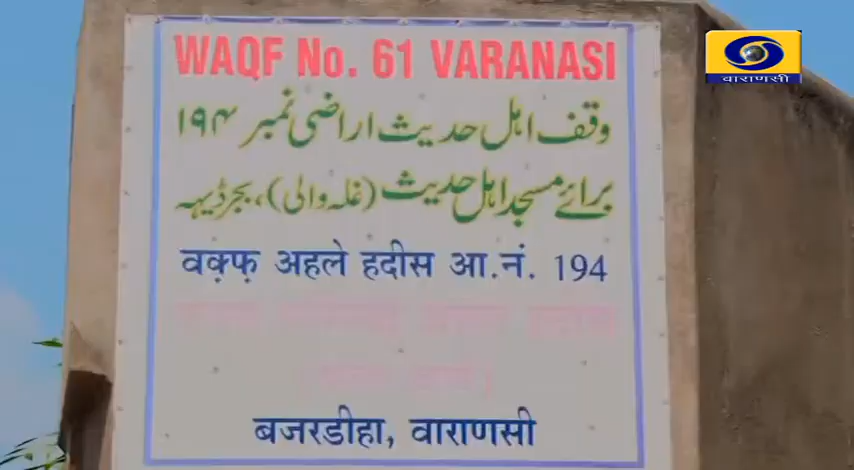 WAQF No. 61 VARANASI
وقف اہل حدیث اراضی نمبر ۱۹۴
برائے مسجد اہل حدیث (غلہ والی)، بجرڈیہہ
वक़्फ़ अहले हदीस आ.नं. 194
बजरडीहा, वाराणसी
वाराणसी